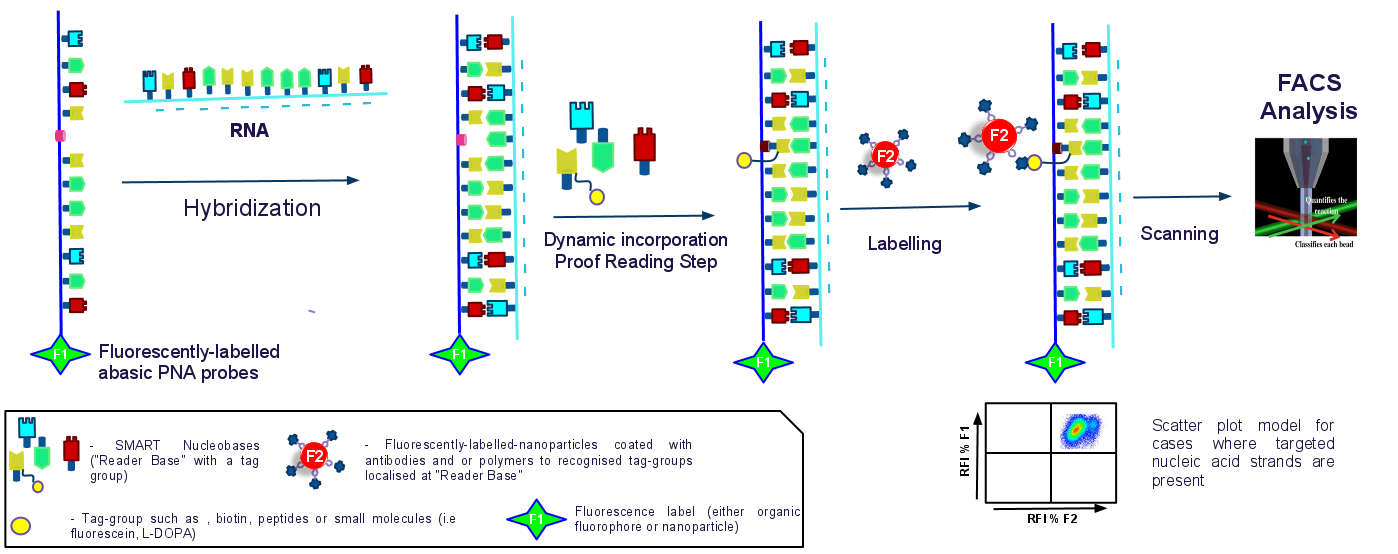 RNA
Hybridization
F1
Fluorescently-labelled
abasic PNA probes
F1
Dynamic incorporation
Proof Reading Step
F1
F2
Labelling
F2
F1
Scanning
FACS
Analysis
Quantifies the
reaction
Classifies each bead
- SMART Nucleobases
("Reader Base" with a tag
group)
F2
- Fluorescently-labelled-nanoparticles coated with
antibodies and or polymers to recognised tag-groups
localised at "Reader Base"
- Tag-group such as , biotin, peptides or small molecules (i.e
fluorescein, L-DOPA)
F1
Fluorescence label (either organic
fluorophore or nanoparticle)
RFI % F1
RFI % F2
Scatter plot model for
cases where targeted
nucleic acid strands are
present